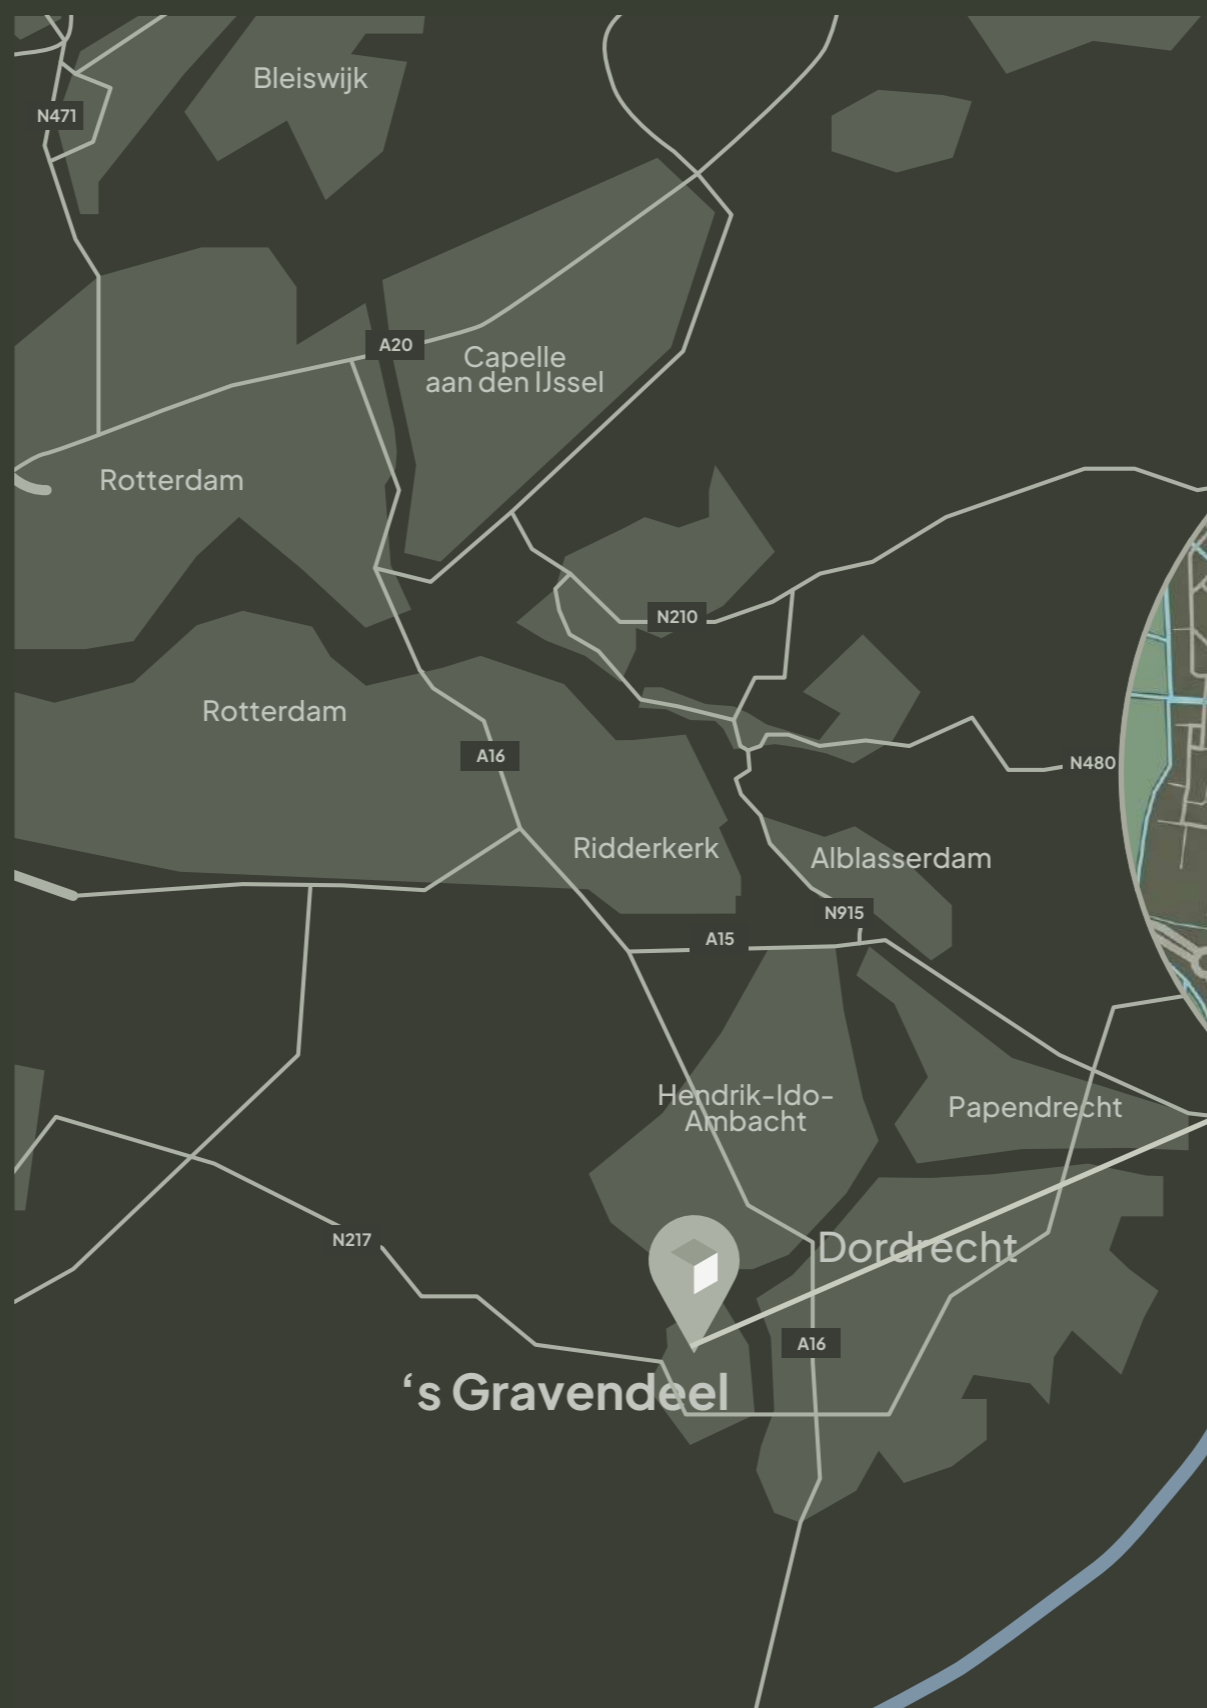 Bleiswijk
N471
A20
Capelle
aan den IJssel
Rotterdam
N210
Rotterdam
A16
N480
Ridderkerk
Alblasserdam
N915
A15
Hendrik-Ido-
Ambacht
Papendrecht
N217
Dordrecht
A16
‘s Gravendeel